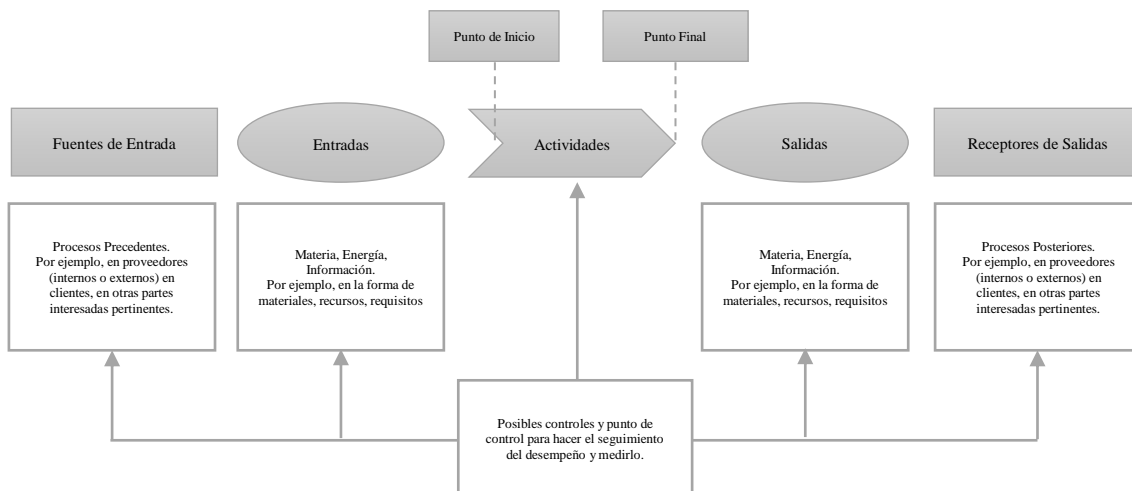 Punto de Inicio
Punto Final
Fuentes de Entrada
Entradas
Actividades
Salidas
Receptores de Salidas
Procesos Precedentes.
Por ejemplo, en proveedores
(internos o externos) en
clientes, en otras partes
interesadas pertinentes.
Materia, Energía,
Información.
Por ejemplo, en la forma de
materiales, recursos, requisitos
Materia, Energía,
Información.
Por ejemplo, en la forma de
materiales, recursos, requisitos
Procesos Posteriores.
Por ejemplo, en proveedores
(internos o externos) en
clientes, en otras partes
interesadas pertinentes.
Posibles controles y punto de
control para hacer el seguimiento
del desempeño y medirlo.